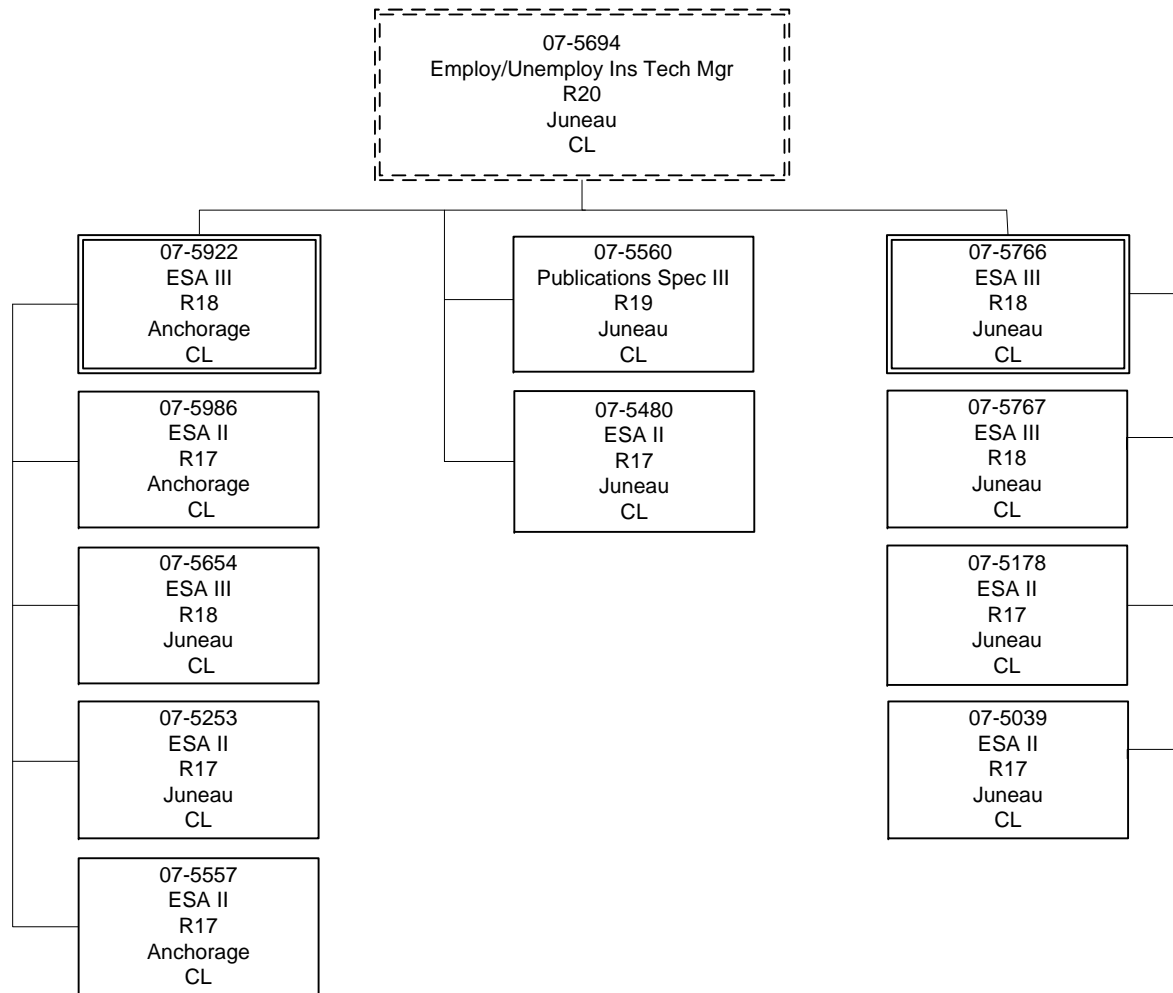 07-5694
Employ/Unemploy Ins Tech Mgr
R20
Juneau
CL
07-5922
ESA III
R18
Anchorage
CL
07-5986
ESA II
R17
Anchorage
CL
07-5654
ESA III
R18
Juneau
CL
07-5253
ESA II
R17
Juneau
CL
07-5557
ESA II
R17
Anchorage
CL
07-5560
Publications Spec III
R19
Juneau
CL
07-5480
ESA II
R17
Juneau
CL
07-5766
ESA III
R18
Juneau
CL
07-5767
ESA III
R18
Juneau
CL
07-5178
ESA II
R17
Juneau
CL
07-5039
ESA II
R17
Juneau
CL